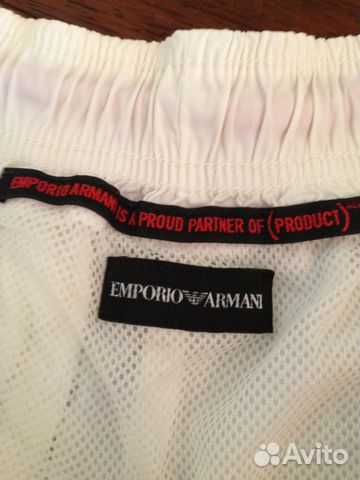 EMPORIO ARMANI IS A PROUD PARTNER OF (PRODUCT)
EMPORIO ARMANI
Avito